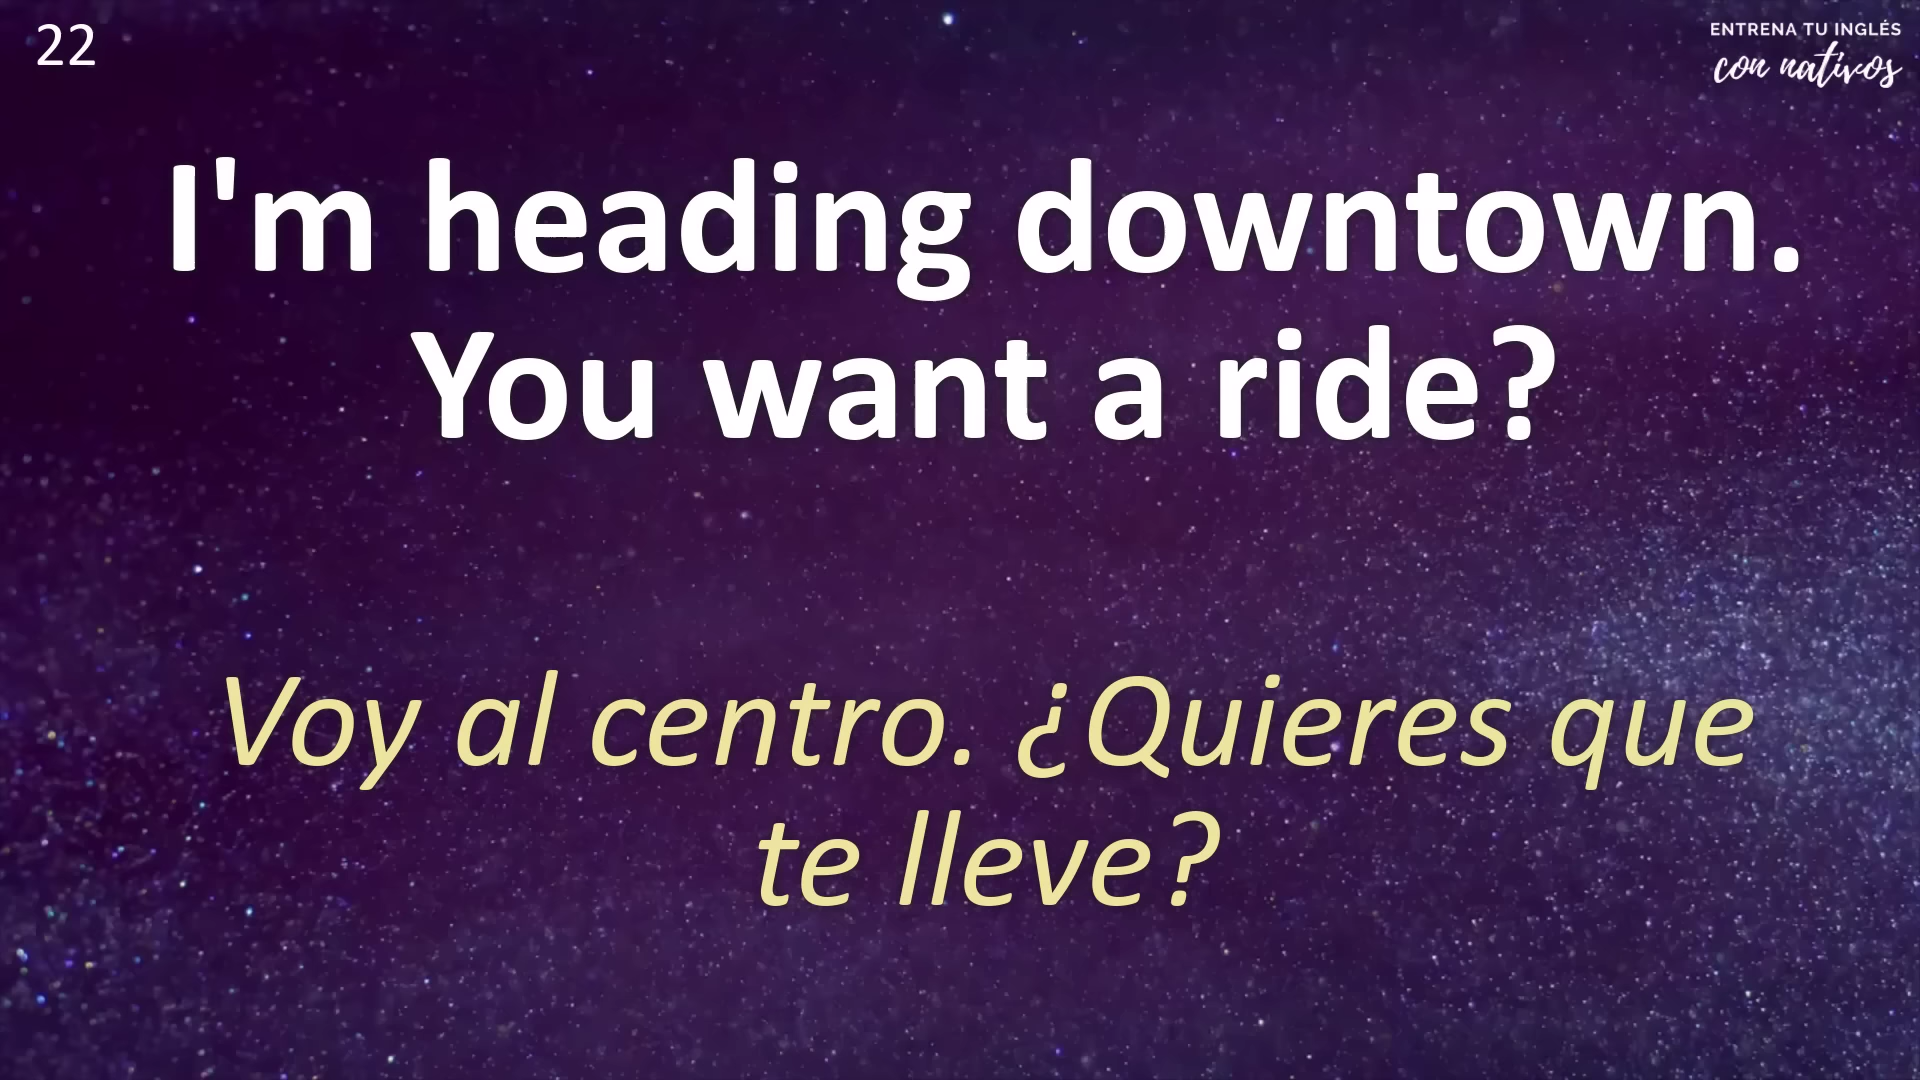 22
ENTRENA TU INGLÉS
con nativos
I'm heading downtown.
You want a ride?
Voy al centro. ¿Quieres que
te lleve?